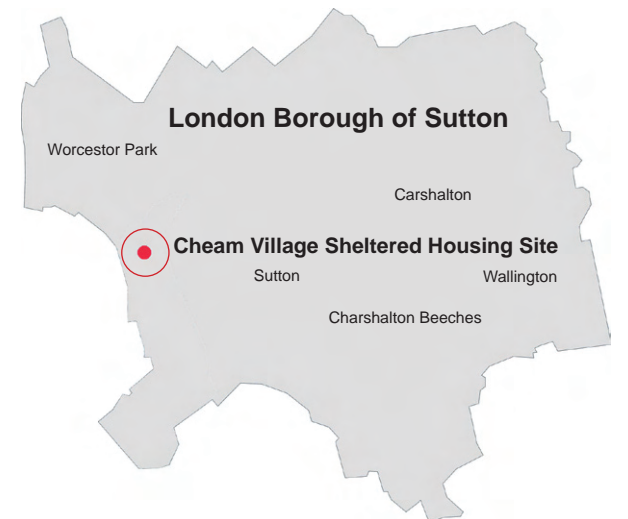 London Borough of Sutton
Worcestor Park
Carshalton
Cheam Village Sheltered Housing Site
Sutton
Wallington
Charshalton Beeches